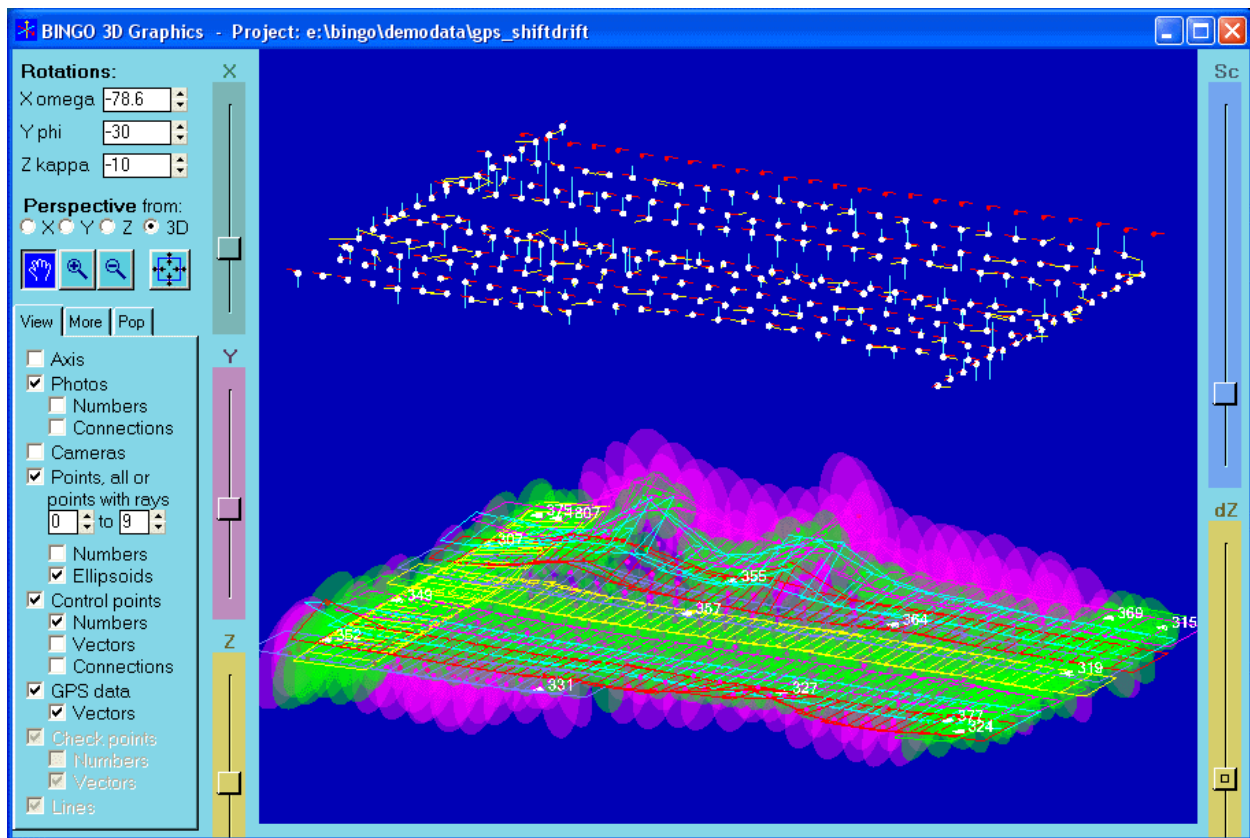 BINGO 3D Graphics - Project: e:\bingo\demodata\gps_shiftdrift
Rotations:
X omega -78.6
Y phi -30
Z kappa -10
Perspective from:
X Y Z 3D
View More Pop
Axis
Photos
Numbers
Connections
Cameras
Points, all or
points with rays
0 to 9
Numbers
Ellipsoids
Control points
Numbers
Vectors
Connections
GPS data
Vectors
Check points
Numbers
Vectors
Lines
X
Y
Z
Sc
dZ
379 1807
307
355
349
357
364
369
315
352
319
331
327
377
324